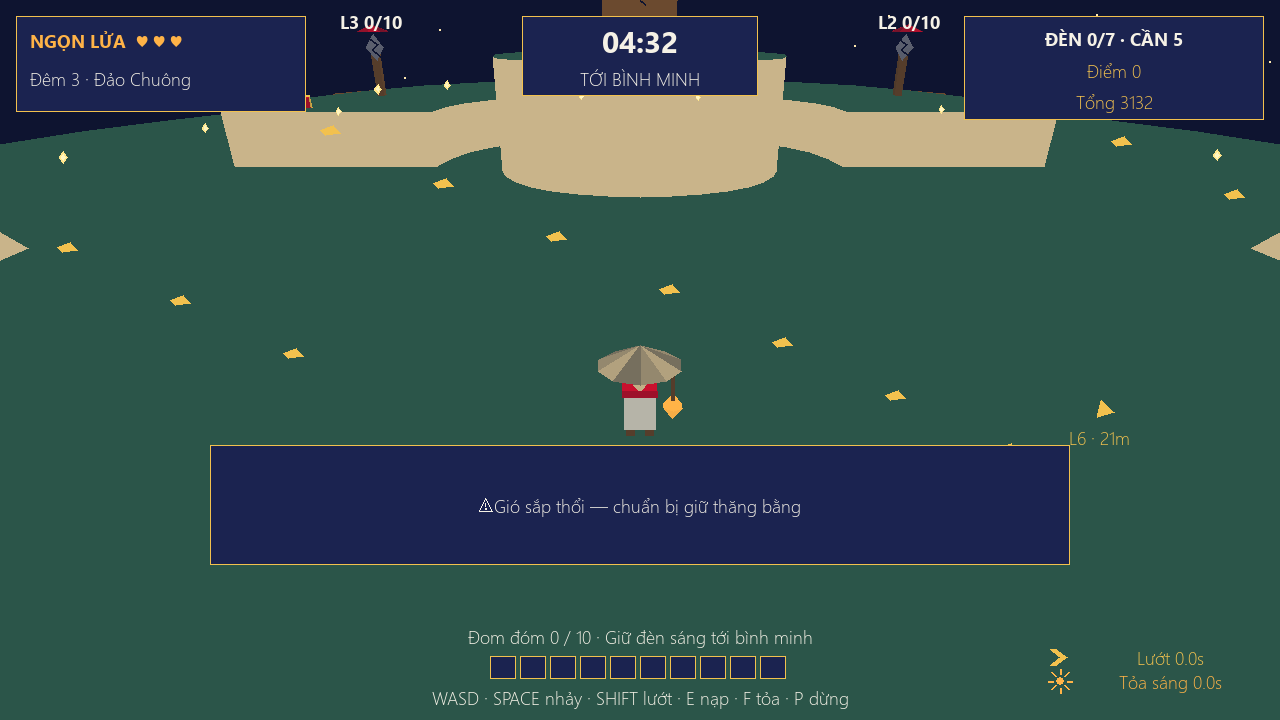 NGỌN LỬA ♥ ♥ ♥
Đêm 3 · Đảo Chuông
L3 0/10
04:32
TỚI BÌNH MINH
L2 0/10
ĐÈN 0/7 · CẦN 5
Điểm 0
Tổng 3132
L6 · 21m
⚠Gió sắp thổi — chuẩn bị giữ thăng bằng
Đom đóm 0 / 10 · Giữ đèn sáng tới bình minh
WASD · SPACE nhảy · SHIFT lướt · E nạp · F tỏa · P dừng
Lướt 0.0s
Tỏa sáng 0.0s